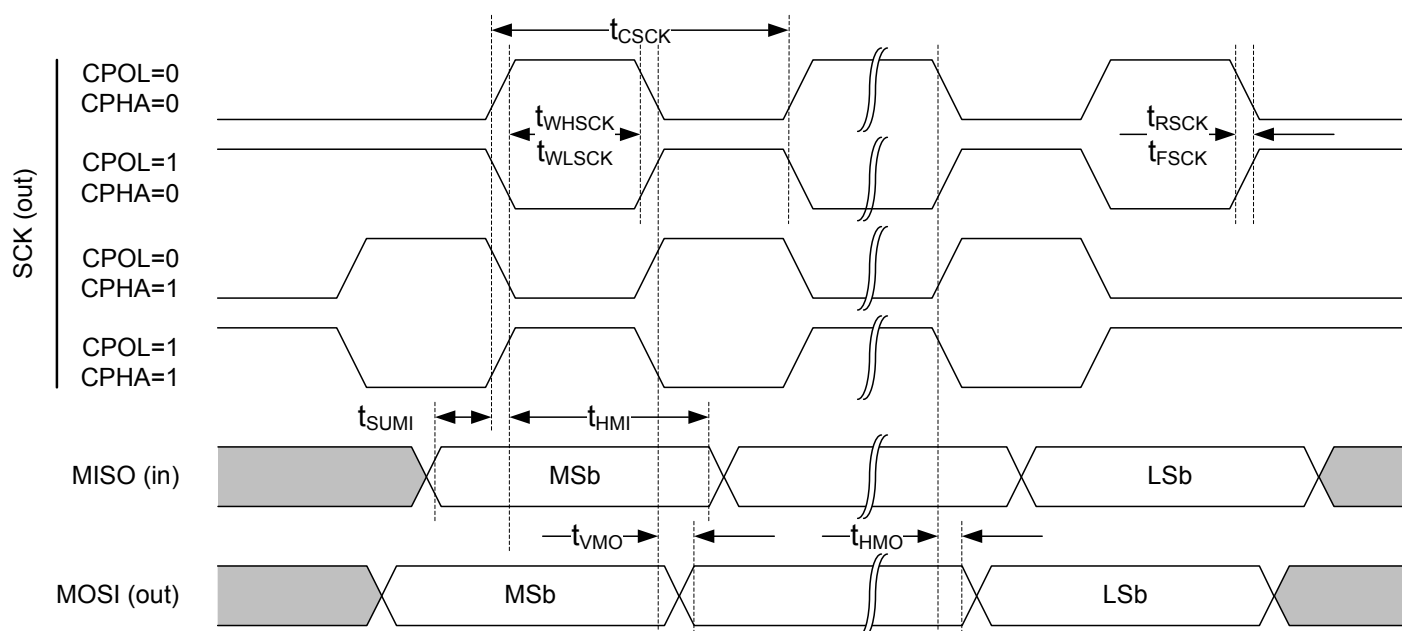 tCSCK
CPOL=0
CPHA=0
tWHSCK
tWLSCK
tRSCK
tFSCK
CPOL=1
CPHA=0
SCK (out)
CPOL=0
CPHA=1
CPOL=1
CPHA=1
tSUMI
tHMI
MISO (in)
MSb
LSb
tVMO
tHMO
MOSI (out)
MSb
LSb